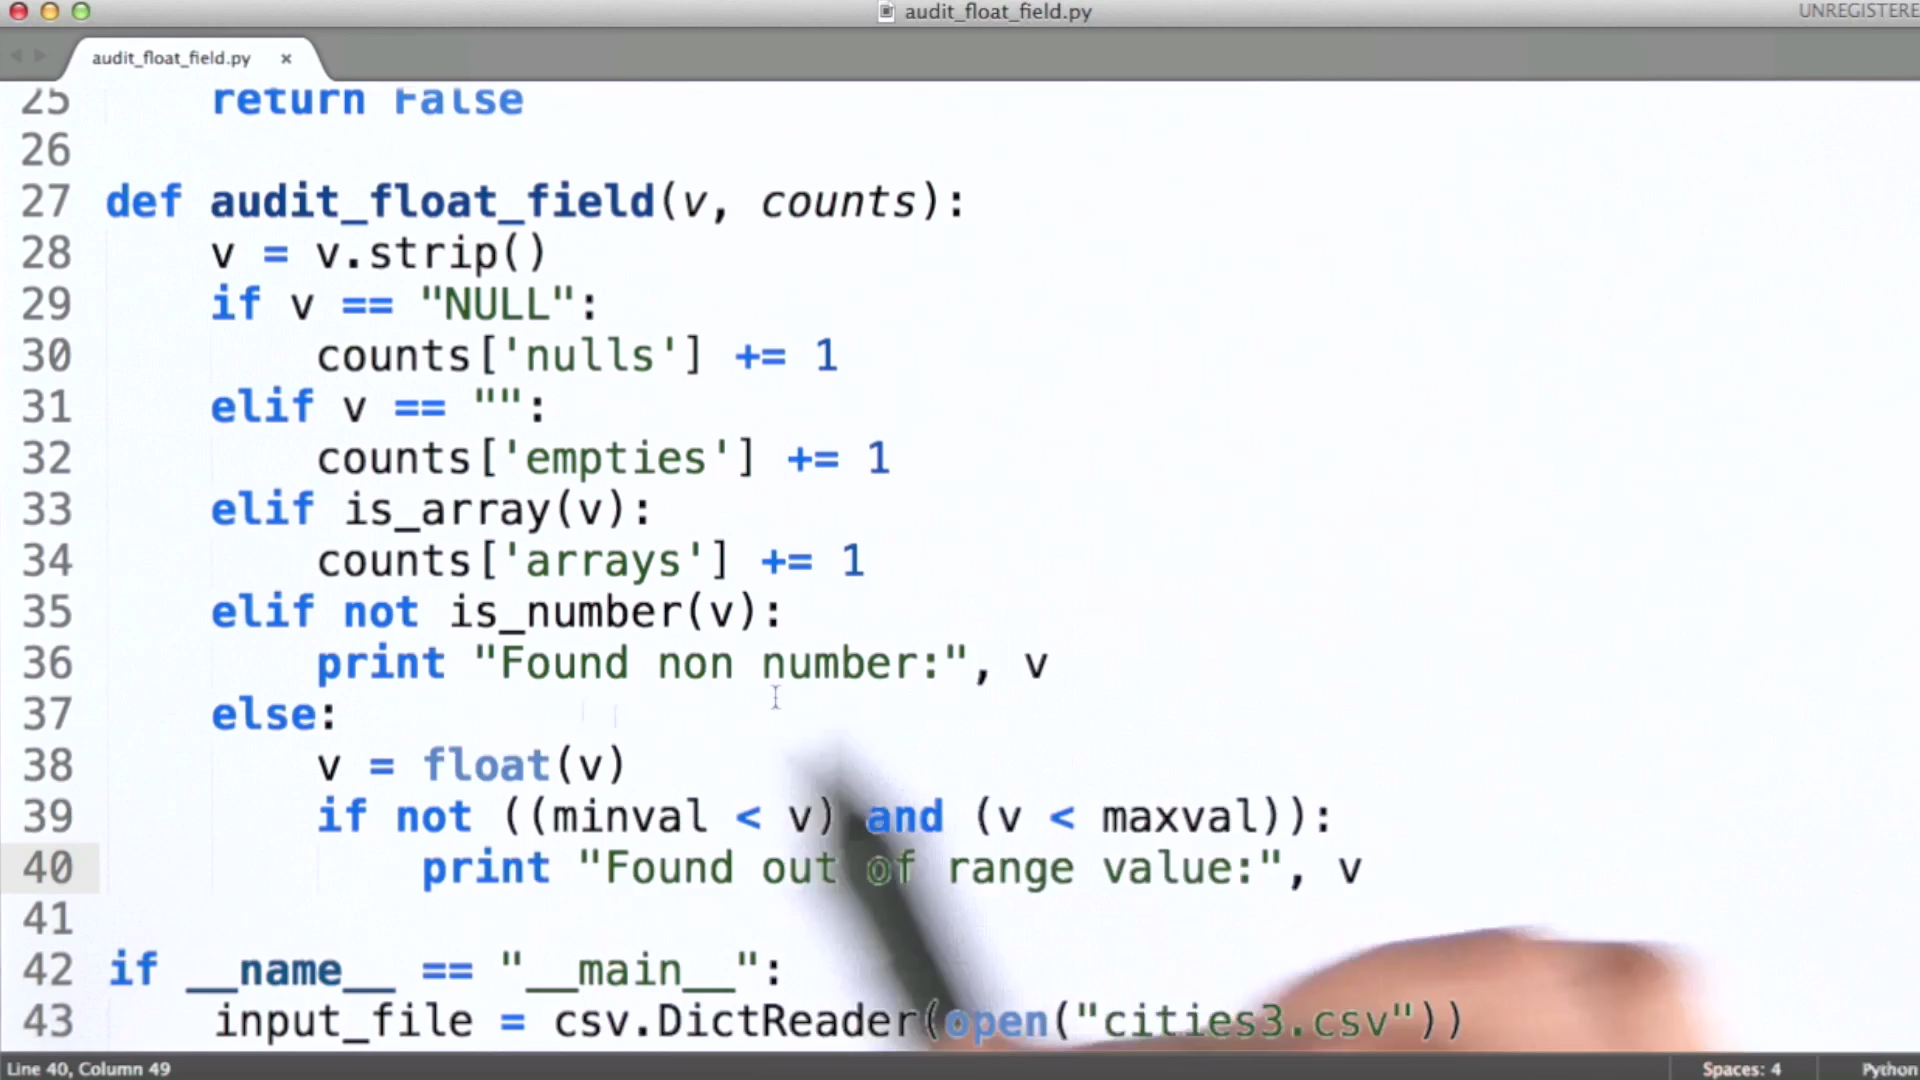 audit_float_field.py
UNREGISTERE
audit_float_field.py ×
25 return False
26
27 def audit_float_field(v, counts):
28 v = v.strip()
29 if v == "NULL":
30 counts['nulls'] += 1
31 elif v == "":
32 counts['empties'] += 1
33 elif is_array(v):
34 counts['arrays'] += 1
35 elif not is_number(v):
36 print "Found non number:", v
37 else:
38 v = float(v)
39 if not ((minval < v) and (v < maxval)):
40 print "Found out of range value:", v
41
42 if __name__ == "__main__":
43 input_file = csv.DictReader(open("cities3.csv"))
Line 40, Column 49
Spaces: 4
Python